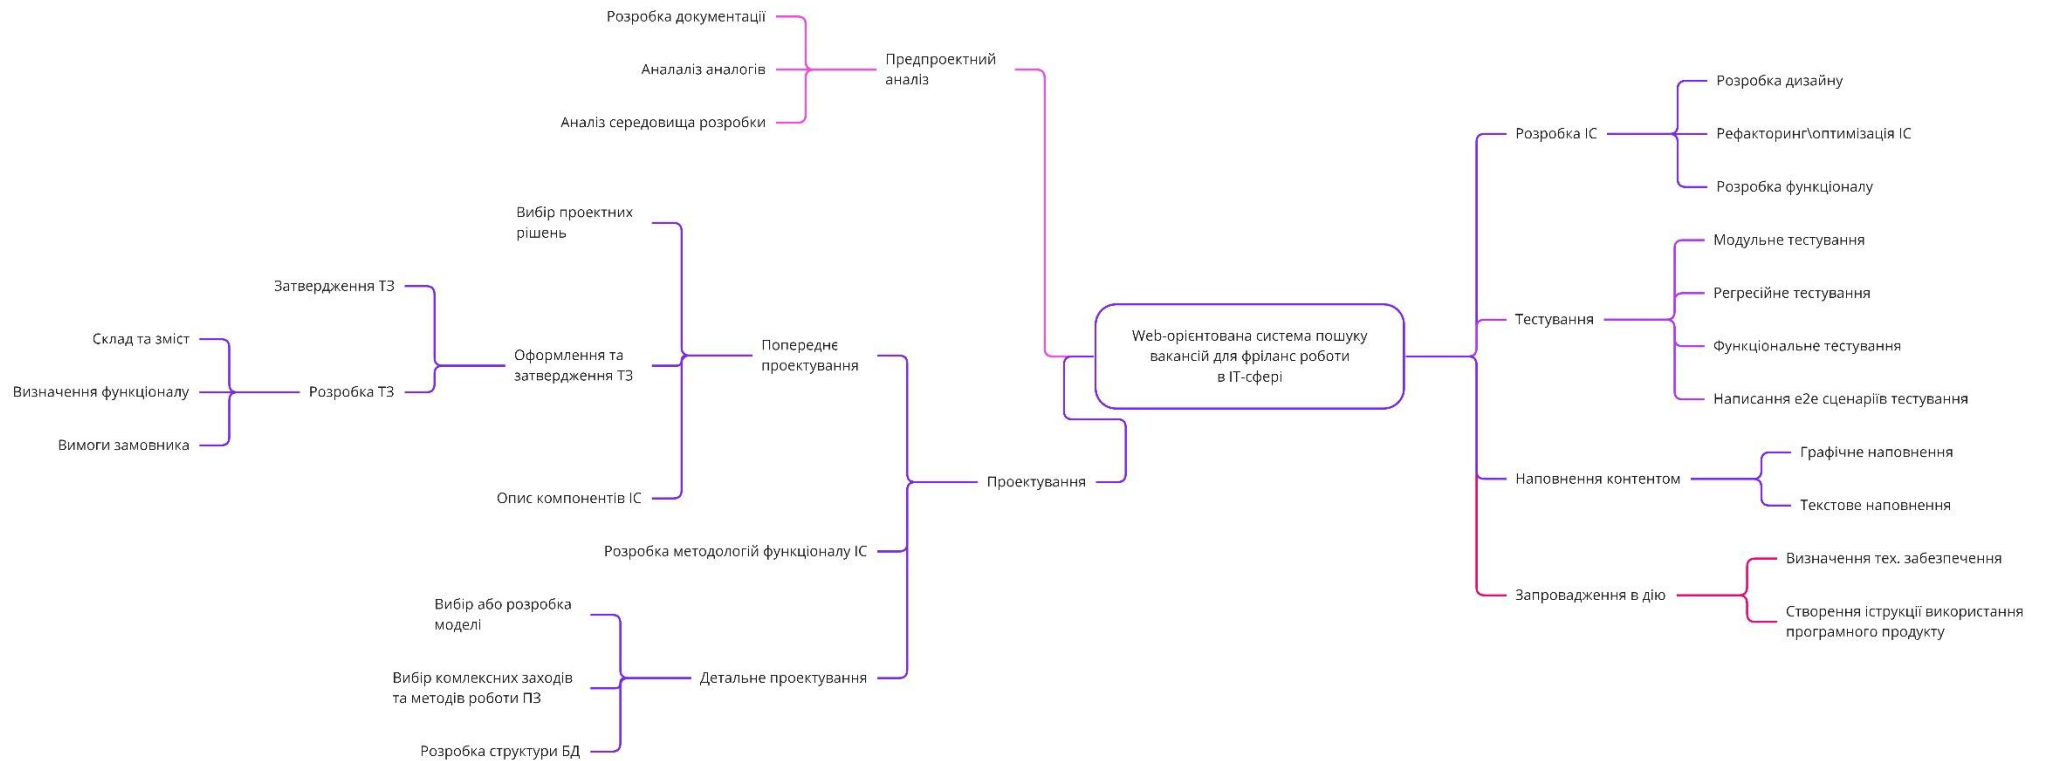 Розробка документації
Аналаліз аналогів
Аналіз середовища розробки
Предпроектний
аналіз
Вибір проектних
рішень
Затвердження ТЗ
Склад та зміст
Визначення функціоналу
Вимоги замовника
Розробка ТЗ
Оформлення та
затвердження ТЗ
Опис компонентів ІС
Попереднє
проектування
Розробка методологій функціоналу ІС
Вибір або розробка
моделі
Вибір комлексних заходів
та методів роботи ПЗ
Розробка структури БД
Детальне проектування
Проектування
Web-орієнтована система пошуку
вакансій для фріланс роботи
в ІТ-сфері
Розробка ІС
Розробка дизайну
Рефакторинг\оптимізація ІС
Розробка функціоналу
Тестування
Модульне тестування
Регресійне тестування
Функціональне тестування
Написання e2e сценаріїв тестування
Наповнення контентом
Графічне наповнення
Текстове наповнення
Запровадження в дію
Визначення тех. забезпечення
Створення іструкції використання
програмного продукту